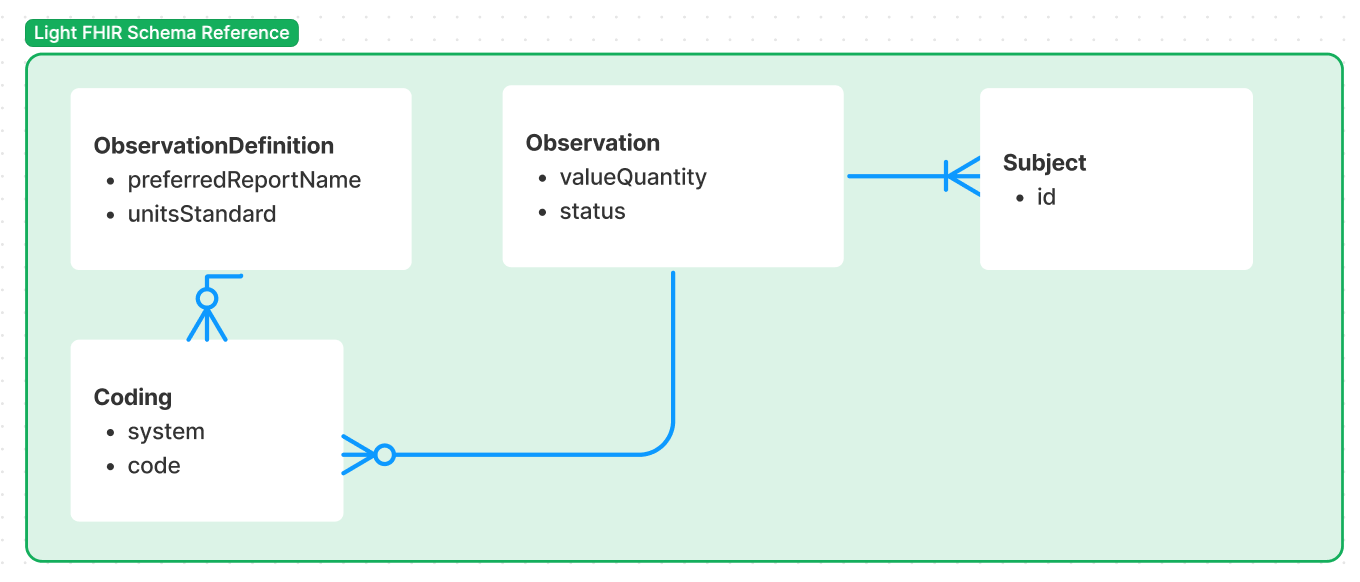 Light FHIR Schema Reference
ObservationDefinition
• preferredReportName
• unitsStandard
Observation
• valueQuantity
• status
Subject
• id
Coding
• system
• code